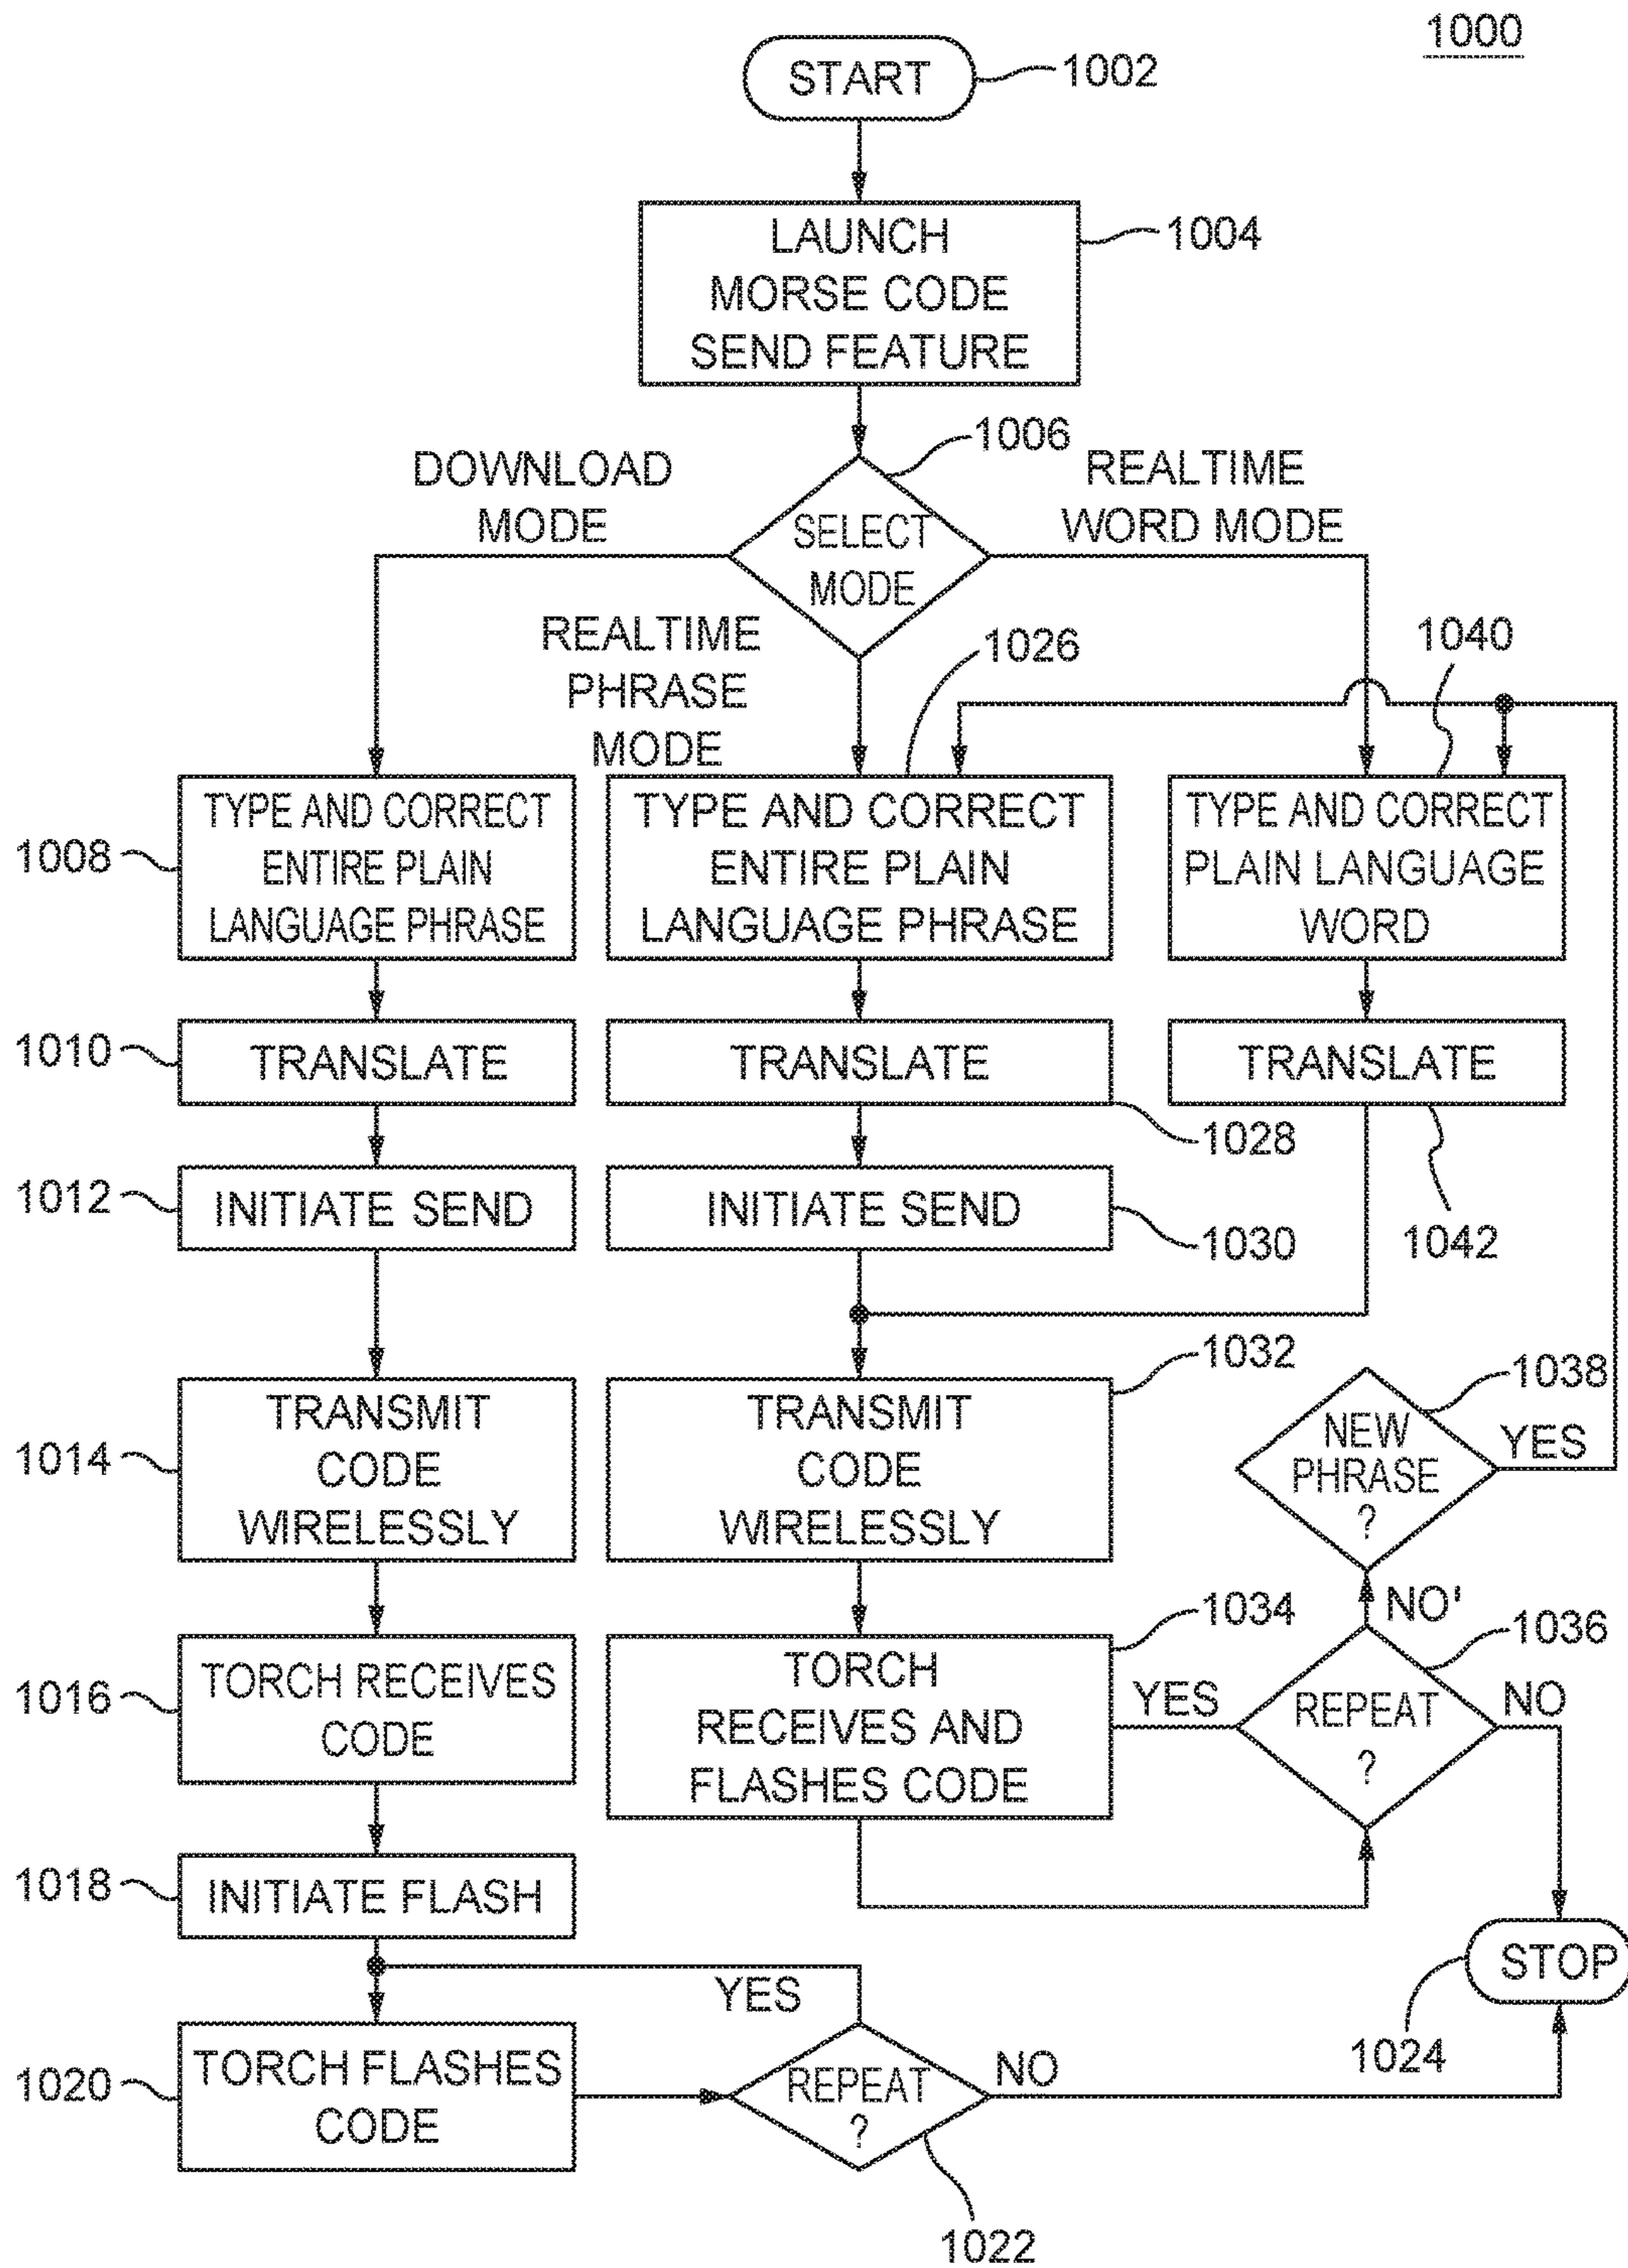 1000
START
1002
LAUNCH
MORSE CODE
SEND FEATURE
1004
1006
DOWNLOAD
MODE
SELECT
MODE
REALTIME
WORD MODE
REALTIME
PHRASE
MODE
1026
1040
1008
TYPE AND CORRECT
ENTIRE PLAIN
LANGUAGE PHRASE
TYPE AND CORRECT
ENTIRE PLAIN
LANGUAGE PHRASE
TYPE AND CORRECT
PLAIN LANGUAGE
WORD
1010
TRANSLATE
TRANSLATE
TRANSLATE
1028
1012
INITIATE SEND
INITIATE SEND
1030
1042
1032
1014
TRANSMIT
CODE
WIRELESSLY
TRANSMIT
CODE
WIRELESSLY
1038
NEW
PHRASE
?
YES
NO'
1034
1036
1016
TORCH RECEIVES
CODE
TORCH
RECEIVES AND
FLASHES CODE
YES
REPEAT
?
NO
1018
INITIATE FLASH
STOP
1024
YES
1020
TORCH FLASHES
CODE
REPEAT
?
NO
1022